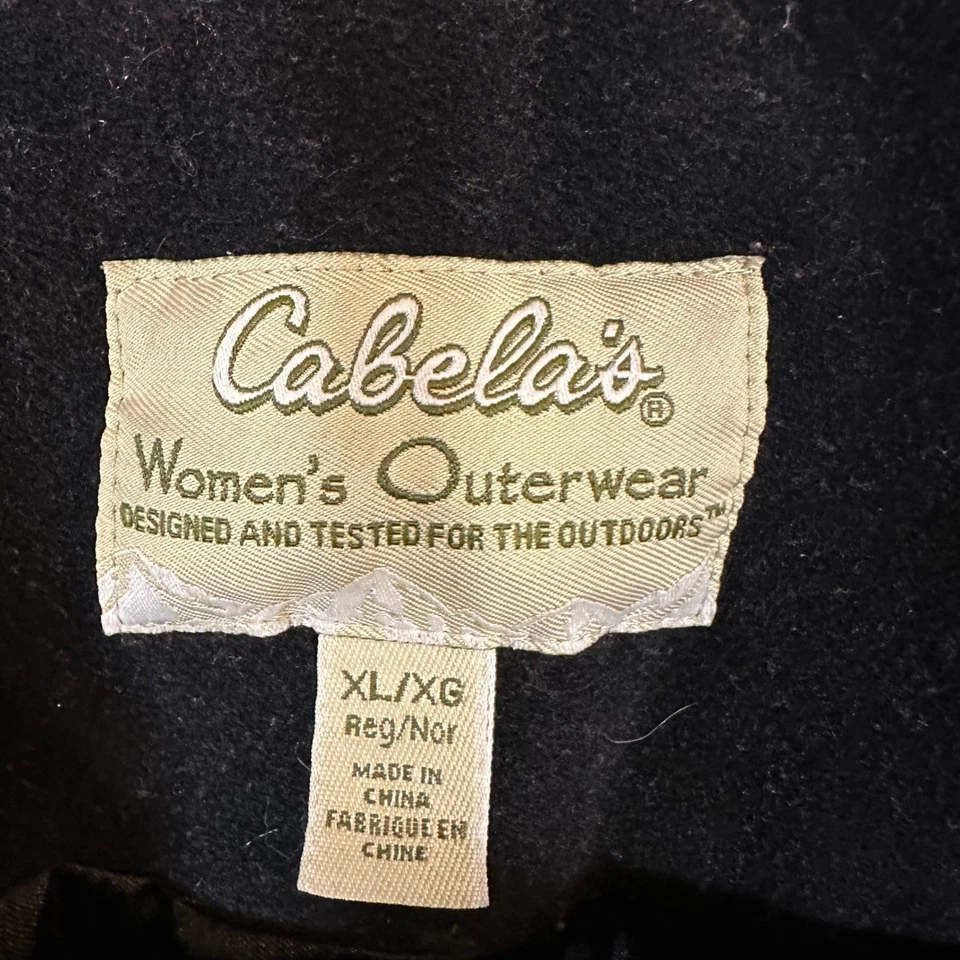 Cabela's®
Women's Outerwear
DESIGNED AND TESTED FOR THE OUTDOORS™
XL/XG
Reg/Nor
MADE IN
CHINA
FABRIQUE EN
CHINE